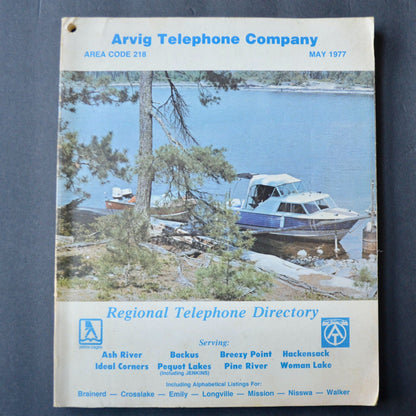 Arvig Telephone Company
AREA CODE 218 MAY 1977
Regional Telephone Directory
Serving:
Ash River Backus Breezy Point Hackensack
Ideal Corners Pequot Lakes Pine River Woman Lake
(Including JENKINS)
Including Alphabetical Listings For:
Brainerd — Crosslake — Emily — Longville — Mission — Nisswa — Walker